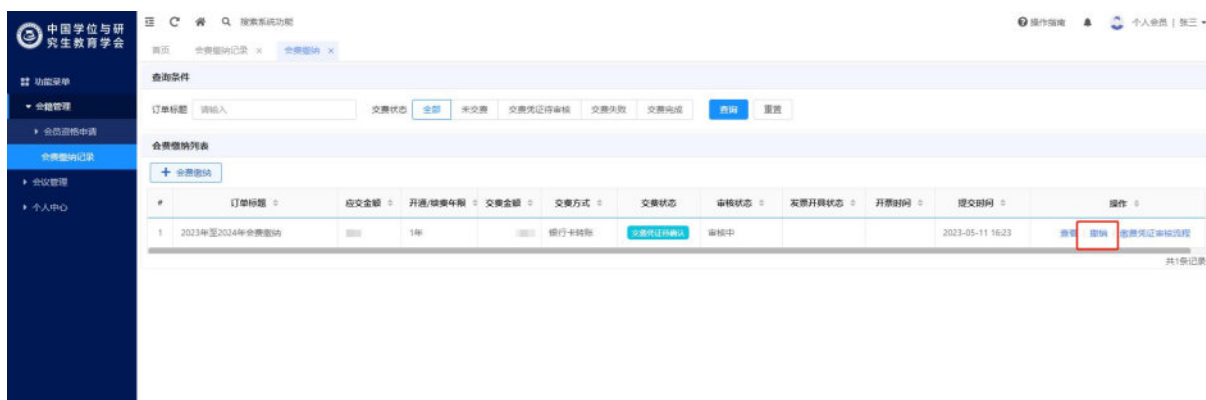 中国学位与研
究生教育学会
搜索系统功能
操作指南
个人会员 | 张三
首页
会费缴纳记录 ×
会费缴纳 ×
功能菜单
会籍管理
会员资格申请
会费缴纳记录
会议管理
个人中心
查询条件
订单标题 请输入 交费状态 全部 未交费 交费凭证待审核 交费失败 交费完成 查询 重置
会费缴纳列表
+ 会费缴纳
# 订单标题 应交金额 开通/续费年限 交费金额 交费方式 交费状态 审核状态 发票开具状态 开票时间 提交时间 操作
1 2023年至2024年会费缴纳 1年 银行卡转账 交费凭证待确认 审核中 2023-05-11 16:23 查看 缴费凭证审核流程
共1条记录